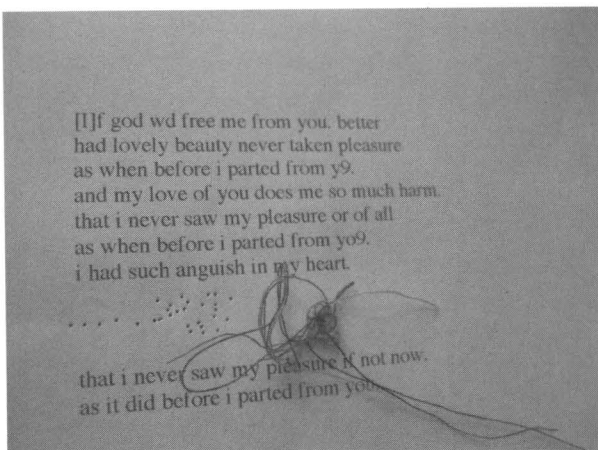 [I]f god wd free me from you. better
had lovely beauty never taken pleasure
as when before i parted from y9.
and my love of you does me so much harm.
that i never saw my pleasure or of all
as when before i parted from yo9.
i had such anguish in my heart.
that i never saw my pleasure if not now.
as it did before i parted from you.